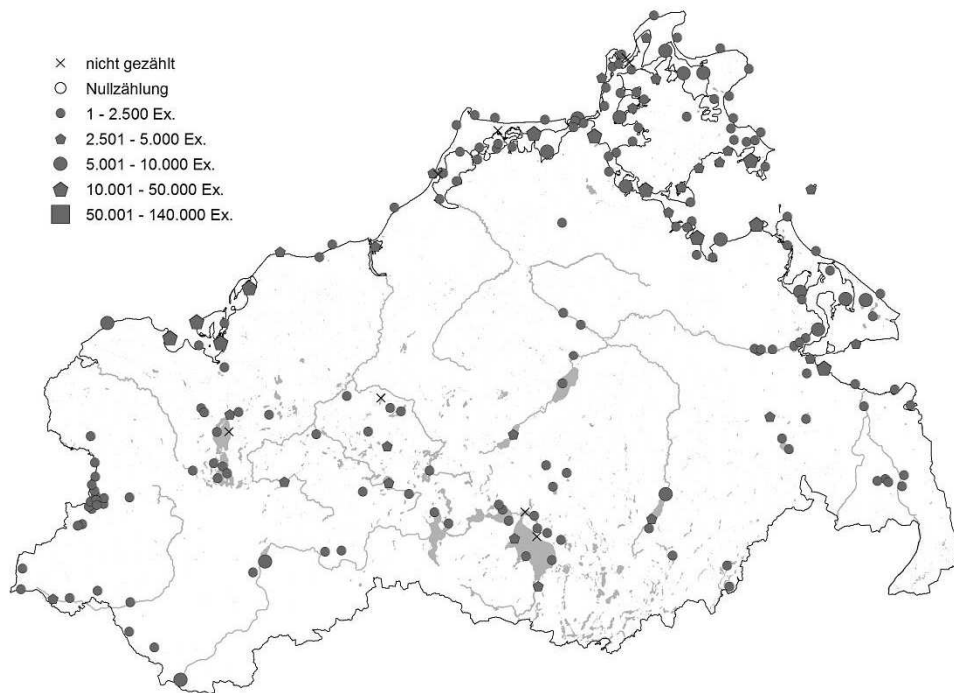 nicht gezählt
Nullzählung
1 - 2.500 Ex.
2.501 - 5.000 Ex.
5.001 - 10.000 Ex.
10.001 - 50.000 Ex.
50.001 - 140.000 Ex.